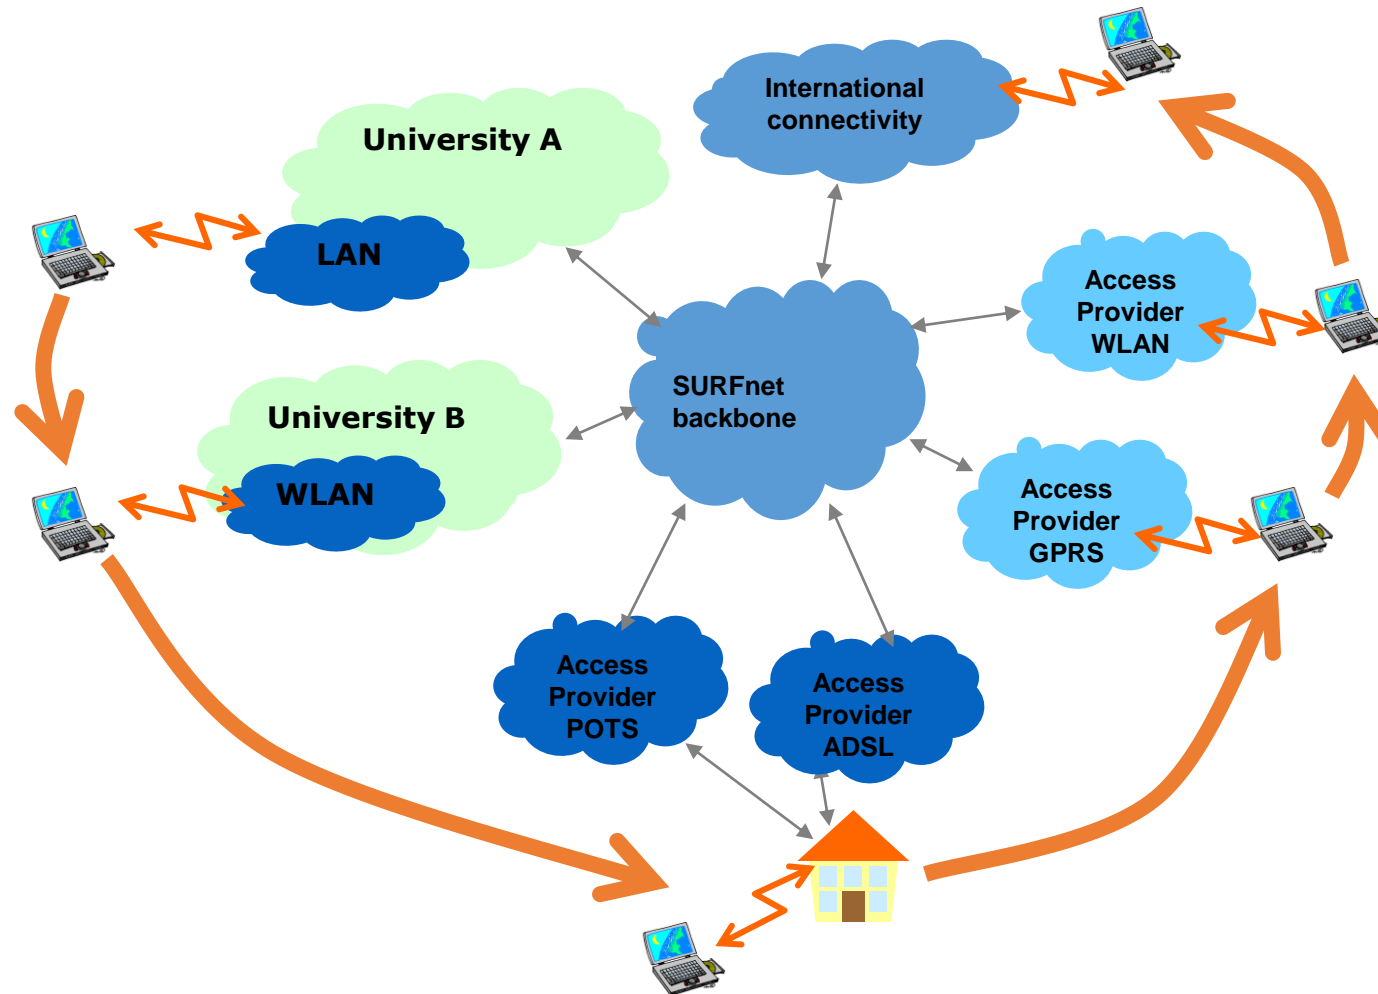 International
connectivity
University A
LAN
Access
Provider
WLAN
SURFnet
backbone
University B
WLAN
Access
Provider
GPRS
Access
Provider
POTS
Access
Provider
ADSL